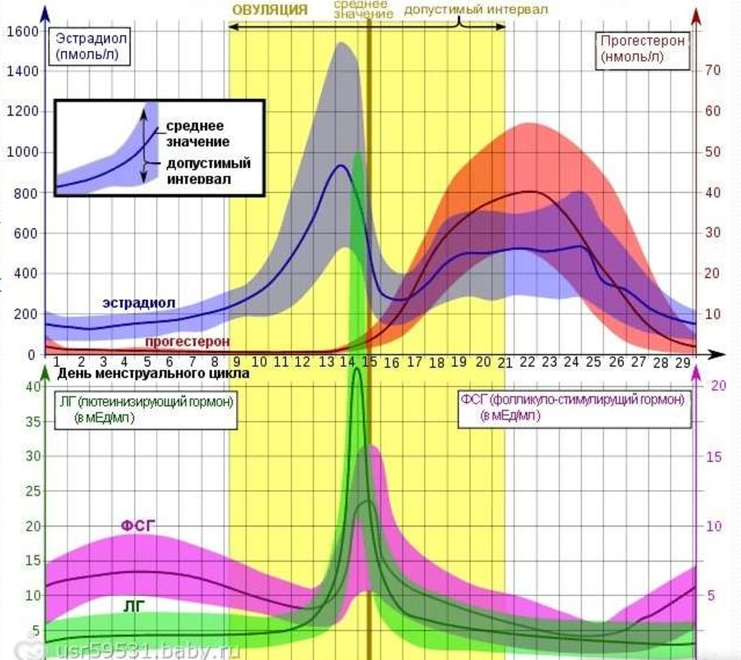 ОВУЛЯЦИЯ
среднее
значение
допустимый интервал
Эстрадиол
(пмоль/л)
Прогестерон
(нмоль/л)
1600
1400
1200
1000
800
600
400
200
0
70
60
50
40
30
20
10
среднее
значение
допустимый
интервал
эстрадиол
прогестерон
1 2 3 4 5 6 7 8 9 10 11 12 13 14 15 16 17 18 19 20 21 22 23 24 25 26 27 28 29
День менструального цикла
ЛГ (лютеинизирующий гормон)
(в мЕд/мл)
ФСГ (фолликуло-стимулирущий гормон)
(в мЕд/мл)
40
35
30
25
20
15
10
5
20
15
10
5
ФСГ
ЛГ
usr59531.baby.ru